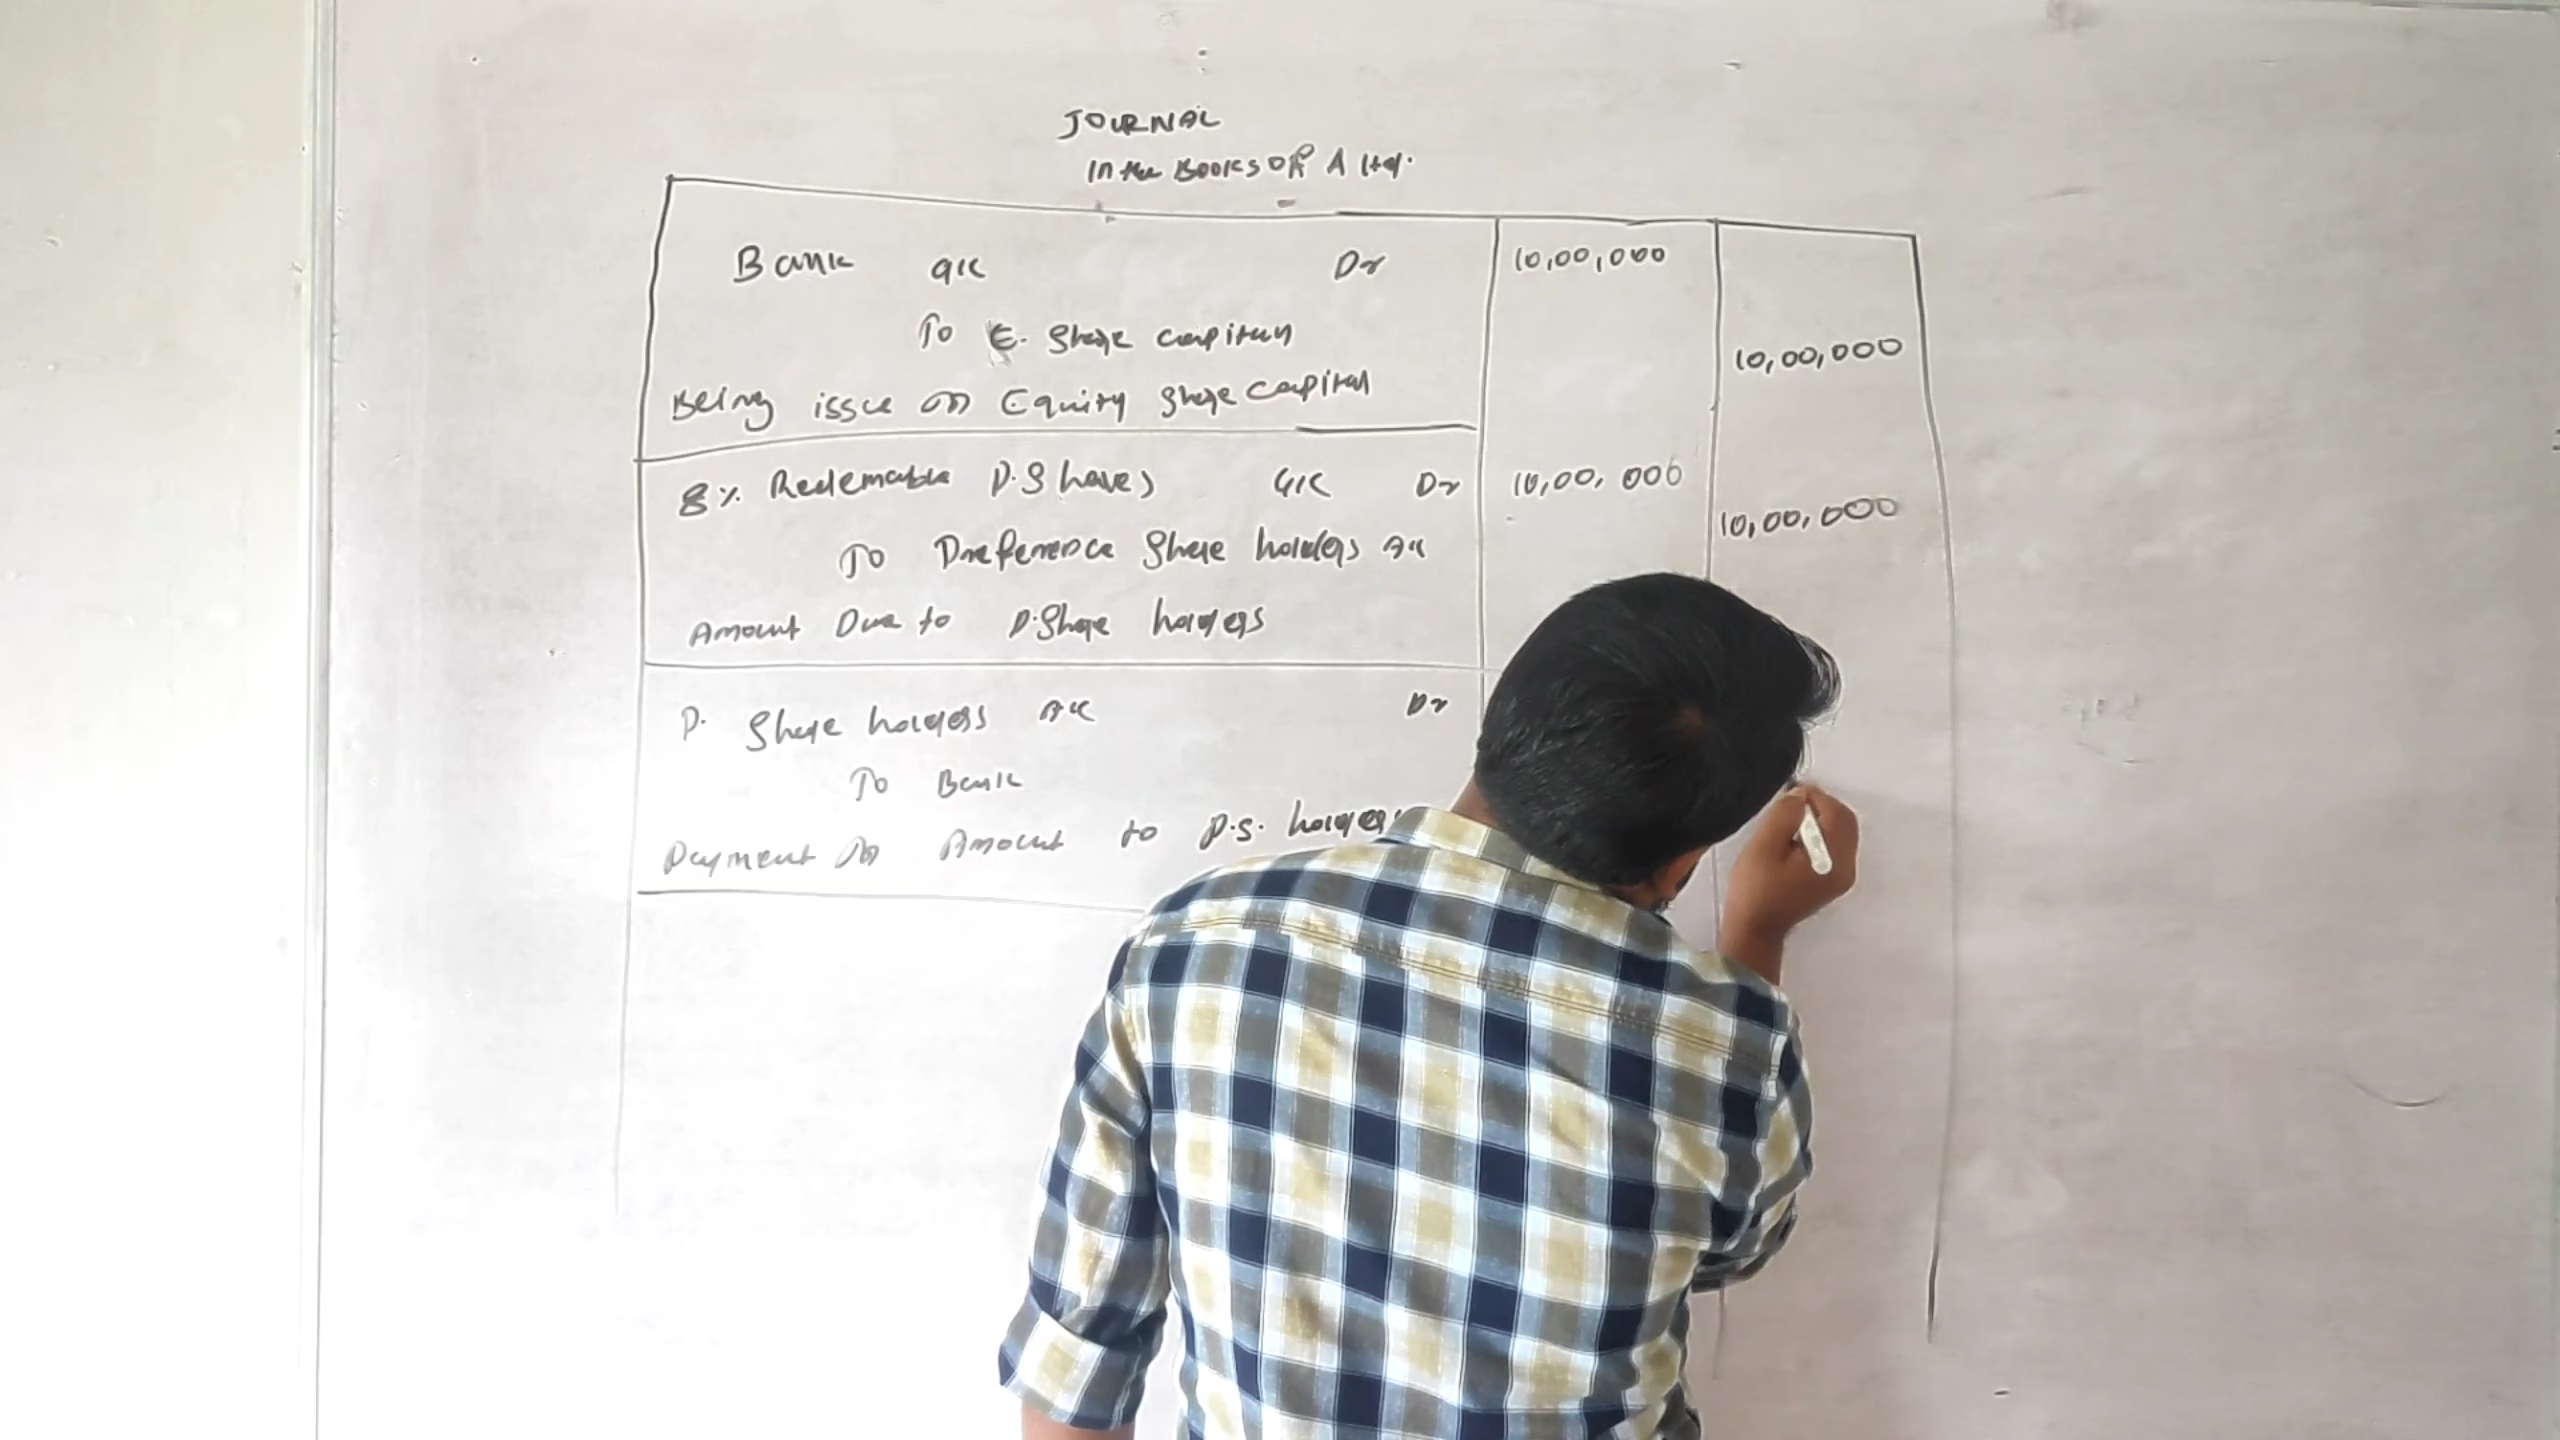 JOURNAL
In the Books of A ltd.
Bank a/c Dr 10,00,000
To E. Share capital 10,00,000
Being issue of Equity Share capital
8% Redemable P.Shares a/c Dr 10,00,000
To Preference Share holders A/c 10,00,000
Amount Due to P.Share holders
P. Share holders A/c Dr
To Bank
Payment of Amount to P.S. holders